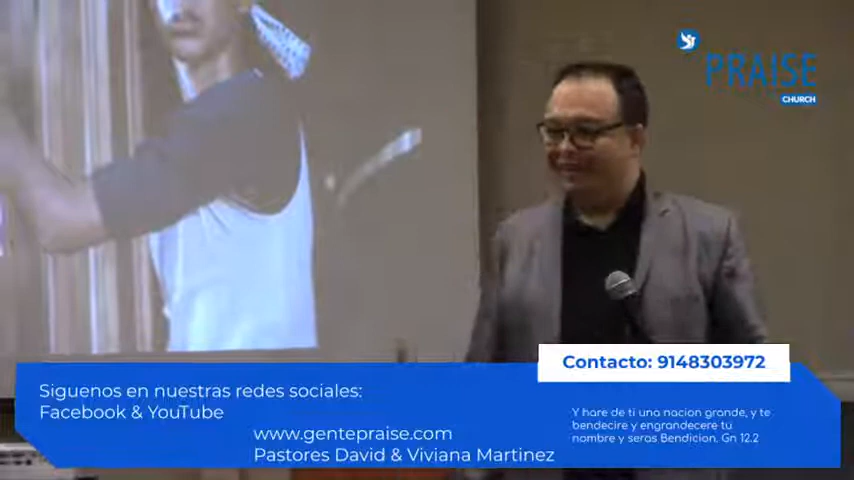 PRAISE
CHURCH
Contacto: 9148303972
Siguenos en nuestras redes sociales:
Facebook & YouTube
www.gentepraise.com
Pastores David & Viviana Martinez
Y hare de ti una nacion grande, y te
bendecire y engrandecere tu
nombre y seras Bendicion. Gn 12.2